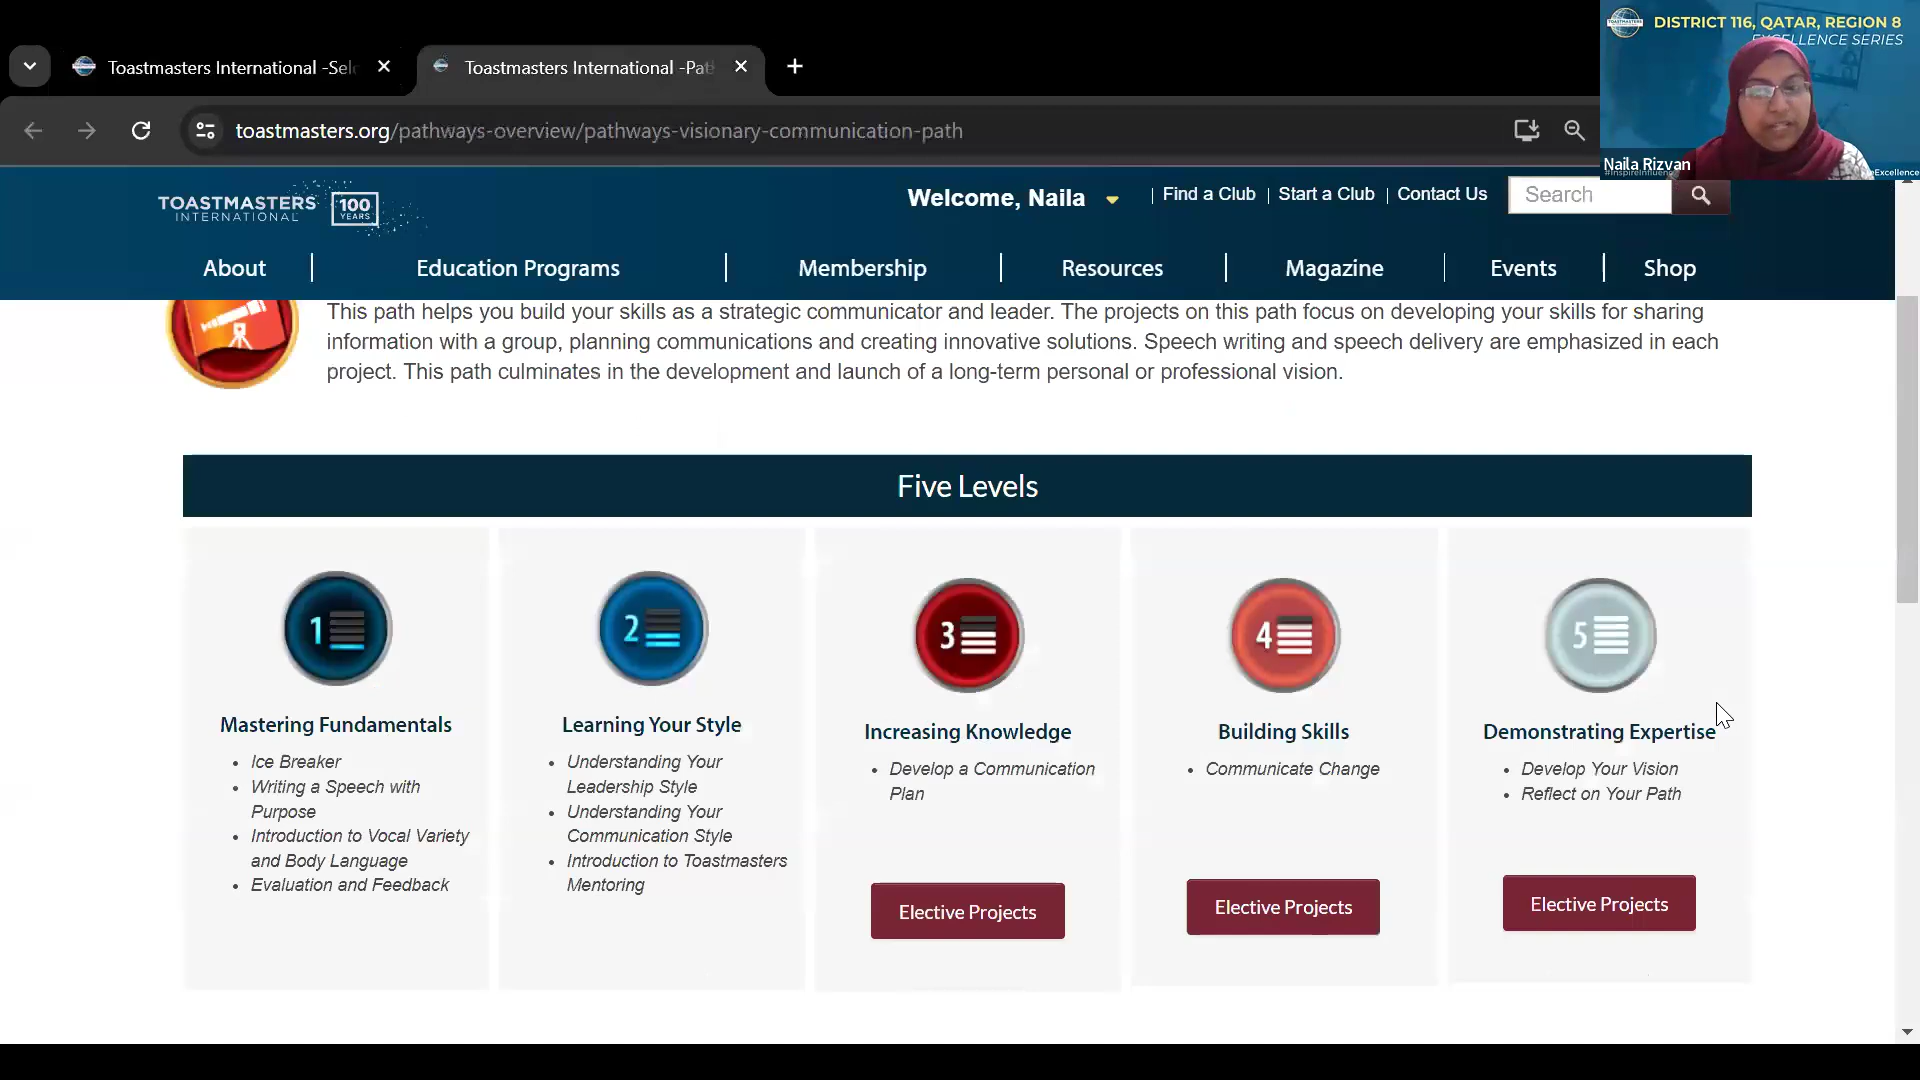 DISTRICT 116, QATAR, REGION 8
EXCELLENCE SERIES
Toastmasters International -Sel
Toastmasters International -Pat
toastmasters.org/pathways-overview/pathways-visionary-communication-path
Naila Rizvan
TOASTMASTERS
INTERNATIONAL
100
YEARS
Welcome, Naila
Find a Club
Start a Club
Contact Us
Search
About
Education Programs
Membership
Resources
Magazine
Events
Shop
This path helps you build your skills as a strategic communicator and leader. The projects on this path focus on developing your skills for sharing
information with a group, planning communications and creating innovative solutions. Speech writing and speech delivery are emphasized in each
project. This path culminates in the development and launch of a long-term personal or professional vision.
Five Levels
1
Mastering Fundamentals
• Ice Breaker
• Writing a Speech with
Purpose
• Introduction to Vocal Variety
and Body Language
• Evaluation and Feedback
2
Learning Your Style
• Understanding Your
Leadership Style
• Understanding Your
Communication Style
• Introduction to Toastmasters
Mentoring
3
Increasing Knowledge
• Develop a Communication
Plan
Elective Projects
4
Building Skills
• Communicate Change
Elective Projects
5
Demonstrating Expertise
• Develop Your Vision
• Reflect on Your Path
Elective Projects